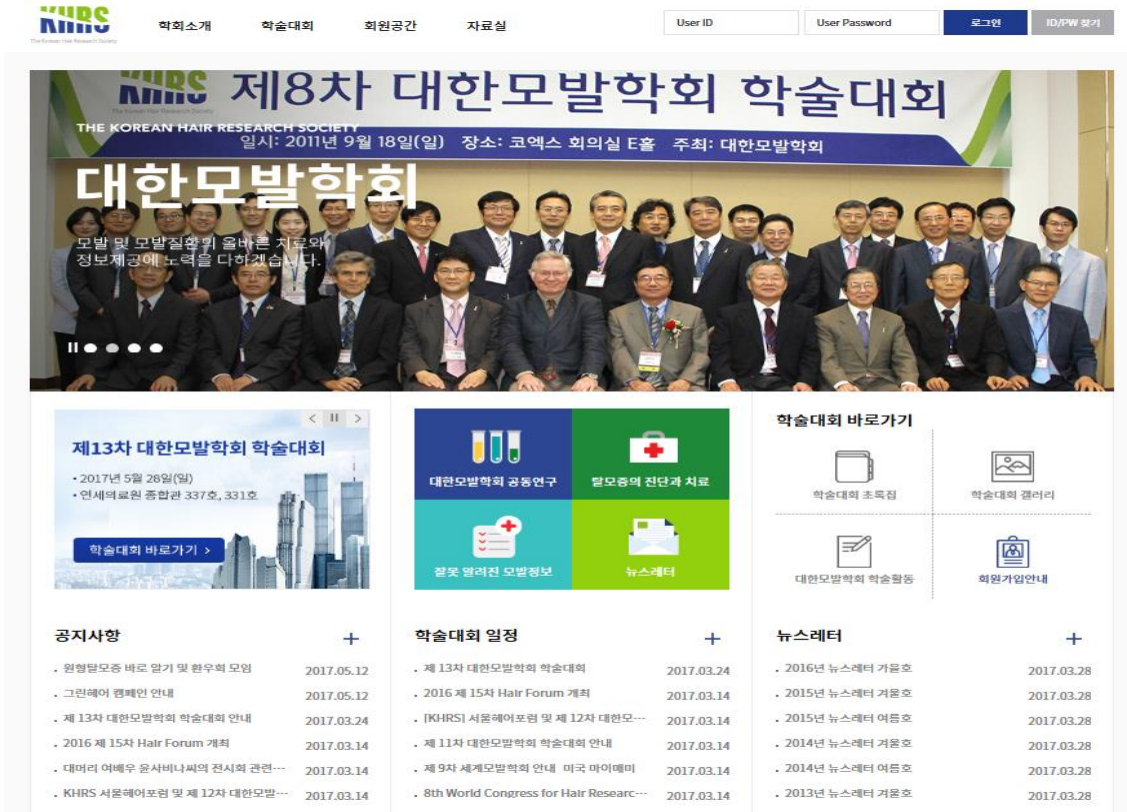 KHRS
The Korean Hair Research Society
학회소개
학술대회
회원공간
자료실
User ID
User Password
로그인
ID/PW 찾기
KHRS
The Korean Hair Research Society
제8차 대한모발학회 학술대회
THE KOREAN HAIR RESEARCH SOCIETY
일시: 2011년 9월 18일(일) 장소: 코엑스 회의실 E홀 주최: 대한모발학회
대한모발학회
모발 및 모발질환의 올바른 치료와
정보제공에 노력을 다하겠습니다.
제13차 대한모발학회 학술대회
• 2017년 5월 28일(일)
• 연세의료원 종합관 337호, 331호
학술대회 바로가기 >
대한모발학회 공동연구
탈모증의 진단과 치료
잘못 알려진 모발정보
뉴스레터
학술대회 바로가기
학술대회 초록집
학술대회 갤러리
대한모발학회 학술활동
회원가입안내
공지사항 +
. 원형탈모증 바로 알기 및 환우회 모임 2017.05.12
. 그린헤어 캠페인 안내 2017.05.12
. 제 13차 대한모발학회 학술대회 안내 2017.03.24
. 2016 제 15차 Hair Forum 개최 2017.03.14
. 대머리 여배우 윤사비나씨의 전시회 관련··· 2017.03.14
. KHRS 서울헤어포럼 및 제 12차 대한모발··· 2017.03.14
학술대회 일정 +
. 제 13차 대한모발학회 학술대회 2017.03.24
. 2016 제 15차 Hair Forum 개최 2017.03.14
. [KHRS] 서울헤어포럼 및 제 12차 대한모··· 2017.03.14
. 제 11차 대한모발학회 학술대회 안내 2017.03.14
. 제 9차 세계모발학회 안내 미국 마이애미 2017.03.14
. 8th World Congress for Hair Researc··· 2017.03.14
뉴스레터 +
. 2016년 뉴스레터 가을호 2017.03.28
. 2015년 뉴스레터 겨울호 2017.03.28
. 2015년 뉴스레터 여름호 2017.03.28
. 2014년 뉴스레터 겨울호 2017.03.28
. 2014년 뉴스레터 여름호 2017.03.28
. 2013년 뉴스레터 겨울호 2017.03.28